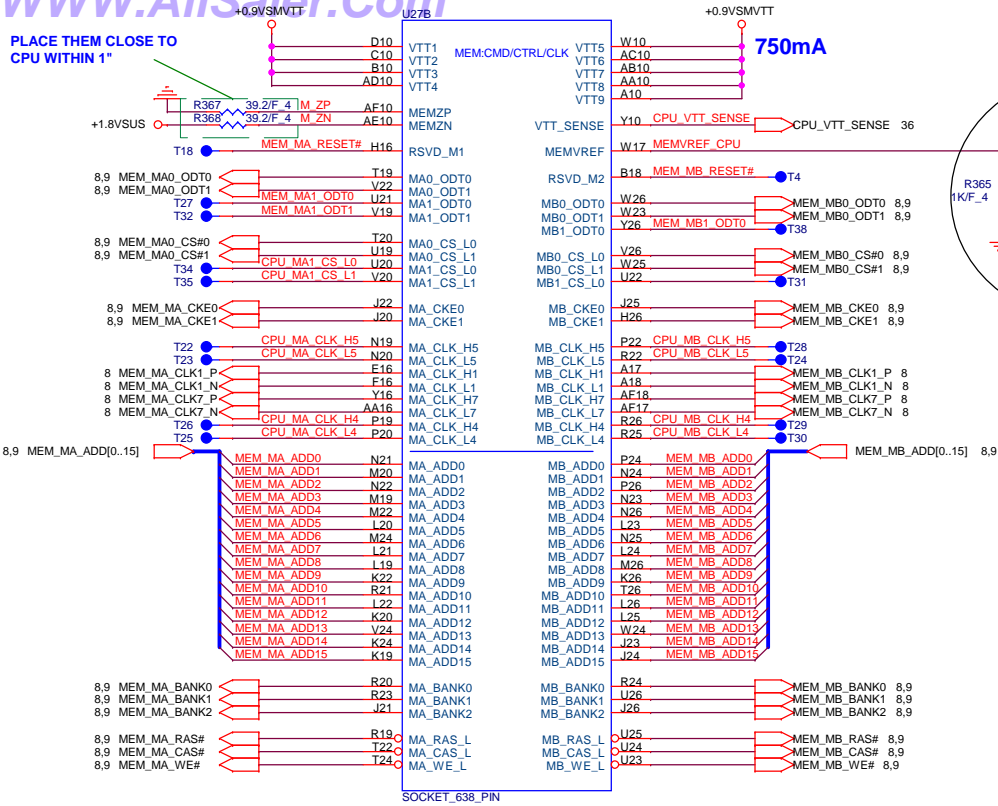 www.AllSaler.Com
+0.9VSMVTT U27B +0.9VSMVTT
PLACE THEM CLOSE TO
CPU WITHIN 1"
MEM:CMD/CTRL/CLK
750mA
D10 VTT1 VTT5 W10
C10 VTT2 VTT6 AC10
B10 VTT3 VTT7 AB10
AD10 VTT4 VTT8 AA10
VTT9 A10
R367 39.2/F_4 M_ZP AF10 MEMZP
+1.8VSUS R368 39.2/F_4 M_ZN AE10 MEMZN VTT_SENSE Y10 CPU_VTT_SENSE CPU_VTT_SENSE 36
T18 MEM_MA_RESET# H16 RSVD_M1 MEMVREF W17 MEMVREF_CPU
8,9 MEM_MA0_ODT0 T19 MA0_ODT0 RSVD_M2 B18 MEM_MB_RESET# T4
8,9 MEM_MA0_ODT1 V22 MA0_ODT1
T27 MEM_MA1_ODT0 U21 MA1_ODT0 MB0_ODT0 W26 MEM_MB0_ODT0 8,9
T32 MEM_MA1_ODT1 V19 MA1_ODT1 MB0_ODT1 W23 MEM_MB0_ODT1 8,9
MB1_ODT0 Y26 MEM_MB1_ODT0 T38
R365
1K/F_4
8,9 MEM_MA0_CS#0 T20 MA0_CS_L0
8,9 MEM_MA0_CS#1 U19 MA0_CS_L1 MB0_CS_L0 V26 MEM_MB0_CS#0 8,9
T34 CPU_MA1_CS_L0 U20 MA1_CS_L0 MB0_CS_L1 W25 MEM_MB0_CS#1 8,9
T35 CPU_MA1_CS_L1 V20 MA1_CS_L1 MB1_CS_L0 U22 T31
8,9 MEM_MA_CKE0 J22 MA_CKE0 MB_CKE0 J25 MEM_MB_CKE0 8,9
8,9 MEM_MA_CKE1 J20 MA_CKE1 MB_CKE1 H26 MEM_MB_CKE1 8,9
T22 CPU_MA_CLK_H5 N19 MA_CLK_H5 MB_CLK_H5 P22 CPU_MB_CLK_H5 T28
T23 CPU_MA_CLK_L5 N20 MA_CLK_L5 MB_CLK_L5 R22 CPU_MB_CLK_L5 T24
8 MEM_MA_CLK1_P E16 MA_CLK_H1 MB_CLK_H1 A17 MEM_MB_CLK1_P 8
8 MEM_MA_CLK1_N F16 MA_CLK_L1 MB_CLK_L1 A18 MEM_MB_CLK1_N 8
8 MEM_MA_CLK7_P Y16 MA_CLK_H7 MB_CLK_H7 AF18 MEM_MB_CLK7_P 8
8 MEM_MA_CLK7_N AA16 MA_CLK_L7 MB_CLK_L7 AF17 MEM_MB_CLK7_N 8
T26 CPU_MA_CLK_H4 P19 MA_CLK_H4 MB_CLK_H4 R26 CPU_MB_CLK_H4 T29
T25 CPU_MA_CLK_L4 P20 MA_CLK_L4 MB_CLK_L4 R25 CPU_MB_CLK_L4 T30
8,9 MEM_MA_ADD[0..15] MEM_MB_ADD[0..15] 8,9
MEM_MA_ADD0 N21 MA_ADD0 MB_ADD0 P24 MEM_MB_ADD0
MEM_MA_ADD1 M20 MA_ADD1 MB_ADD1 N24 MEM_MB_ADD1
MEM_MA_ADD2 N22 MA_ADD2 MB_ADD2 P26 MEM_MB_ADD2
MEM_MA_ADD3 M19 MA_ADD3 MB_ADD3 N23 MEM_MB_ADD3
MEM_MA_ADD4 M22 MA_ADD4 MB_ADD4 N26 MEM_MB_ADD4
MEM_MA_ADD5 L20 MA_ADD5 MB_ADD5 L23 MEM_MB_ADD5
MEM_MA_ADD6 M24 MA_ADD6 MB_ADD6 N25 MEM_MB_ADD6
MEM_MA_ADD7 L21 MA_ADD7 MB_ADD7 L24 MEM_MB_ADD7
MEM_MA_ADD8 L19 MA_ADD8 MB_ADD8 M26 MEM_MB_ADD8
MEM_MA_ADD9 K22 MA_ADD9 MB_ADD9 K26 MEM_MB_ADD9
MEM_MA_ADD10 R21 MA_ADD10 MB_ADD10 T26 MEM_MB_ADD10
MEM_MA_ADD11 L22 MA_ADD11 MB_ADD11 L26 MEM_MB_ADD11
MEM_MA_ADD12 K20 MA_ADD12 MB_ADD12 L25 MEM_MB_ADD12
MEM_MA_ADD13 V24 MA_ADD13 MB_ADD13 W24 MEM_MB_ADD13
MEM_MA_ADD14 K24 MA_ADD14 MB_ADD14 J23 MEM_MB_ADD14
MEM_MA_ADD15 K19 MA_ADD15 MB_ADD15 J24 MEM_MB_ADD15
8,9 MEM_MA_BANK0 R20 MA_BANK0 MB_BANK0 R24 MEM_MB_BANK0 8,9
8,9 MEM_MA_BANK1 R23 MA_BANK1 MB_BANK1 U26 MEM_MB_BANK1 8,9
8,9 MEM_MA_BANK2 J21 MA_BANK2 MB_BANK2 J26 MEM_MB_BANK2 8,9
8,9 MEM_MA_RAS# R19 MA_RAS_L MB_RAS_L U25 MEM_MB_RAS# 8,9
8,9 MEM_MA_CAS# T22 MA_CAS_L MB_CAS_L U24 MEM_MB_CAS# 8,9
8,9 MEM_MA_WE# T24 MA_WE_L MB_WE_L U23 MEM_MB_WE# 8,9
SOCKET_638_PIN